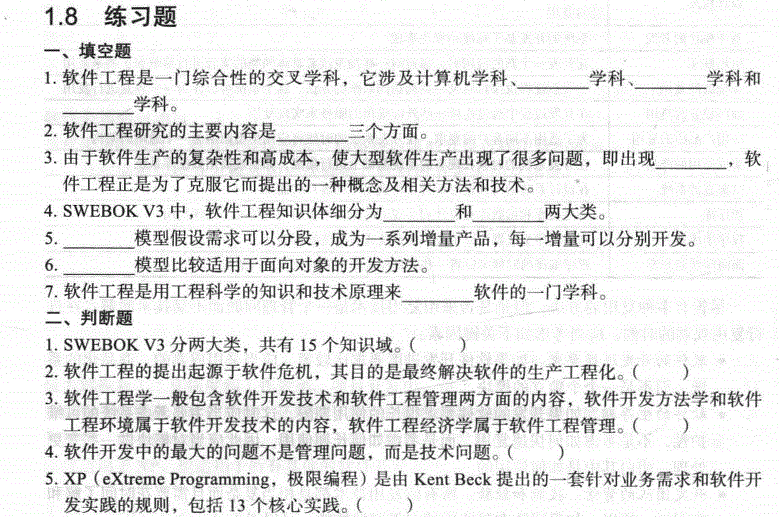 1.8 练习题
一、填空题
1. 软件工程是一门综合性的交叉学科，它涉及计算机学科、________学科、________学科和
________学科。
2. 软件工程研究的主要内容是________三个方面。
3. 由于软件生产的复杂性和高成本，使大型软件生产出现了很多问题，即出现________，软
件工程正是为了克服它而提出的一种概念及相关方法和技术。
4. SWEBOK V3 中，软件工程知识体细分为________和________两大类。
5. ________模型假设需求可以分段，成为一系列增量产品，每一增量可以分别开发。
6. ________模型比较适用于面向对象的开发方法。
7. 软件工程是用工程科学的知识和技术原理来________软件的一门学科。
二、判断题
1. SWEBOK V3 分两大类，共有 15 个知识域。(　　)
2. 软件工程的提出起源于软件危机，其目的是最终解决软件的生产工程化。(　　)
3. 软件工程学一般包含软件开发技术和软件工程管理两方面的内容，软件开发方法学和软件
工程环境属于软件开发技术的内容，软件工程经济学属于软件工程管理。(　　)
4. 软件开发中的最大的问题不是管理问题，而是技术问题。(　　)
5. XP（eXtreme Programming，极限编程）是由 Kent Beck 提出的一套针对业务需求和软件开
发实践的规则，包括 13 个核心实践。(　　)